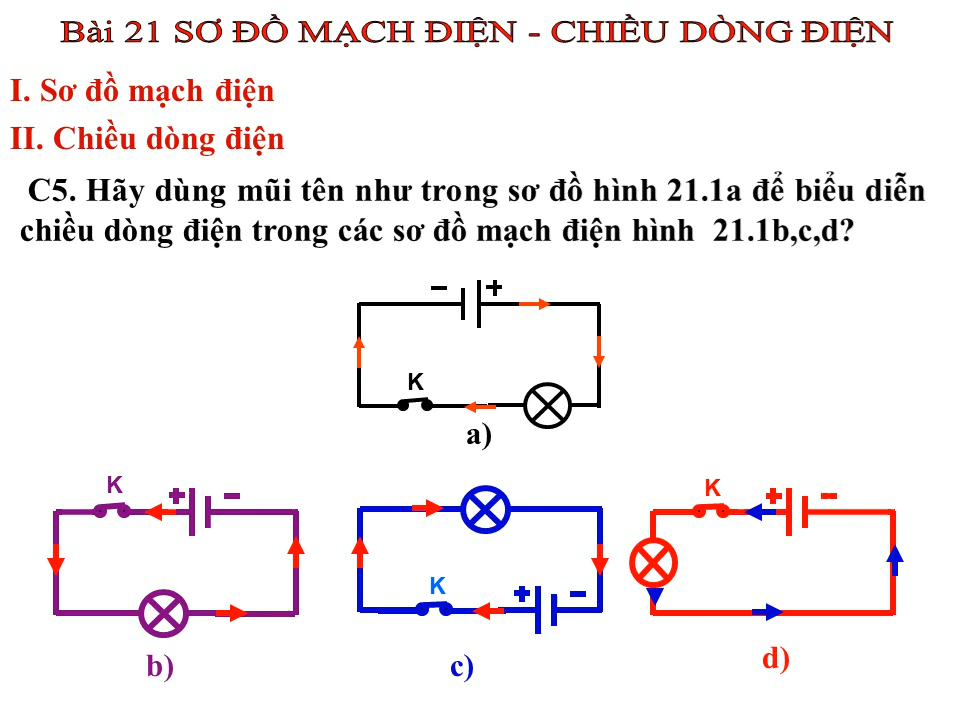 Bài 21 SƠ ĐỒ MẠCH ĐIỆN - CHIỀU DÒNG ĐIỆN
I. Sơ đồ mạch điện
II. Chiều dòng điện
C5. Hãy dùng mũi tên như trong sơ đồ hình 21.1a để biểu diễn
chiều dòng điện trong các sơ đồ mạch điện hình 21.1b,c,d?
− +
K
a)
K + −
b)
K + −
c)
K + −
d)